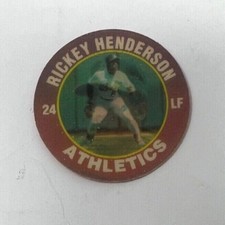 RICKEY HENDERSON
24
LF
ATHLETICS